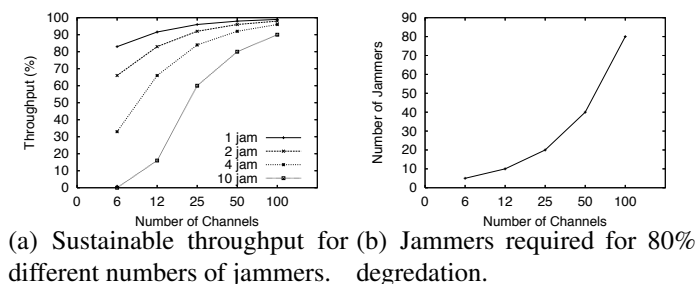 100
90
80
70
60
50
40
30
20
10
0
Throughput (%)
1 jam
2 jam
4 jam
10 jam
0 6 12 25 50 100
Number of Channels
90
80
70
60
50
40
30
20
10
0
Number of Jammers
0 6 12 25 50 100
Number of Channels
(a) Sustainable throughput for
different numbers of jammers.
(b) Jammers required for 80%
degredation.